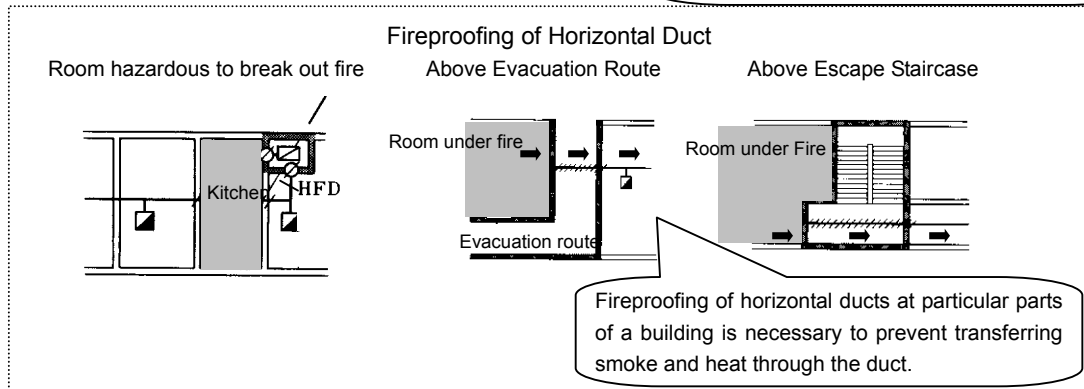 Fireproofing of Horizontal Duct
Room hazardous to break out fire
Above Evacuation Route
Above Escape Staircase
Room under fire
Room under Fire
Kitchen
HFD
Evacuation route
Fireproofing of horizontal ducts at particular parts
of a building is necessary to prevent transferring
smoke and heat through the duct.